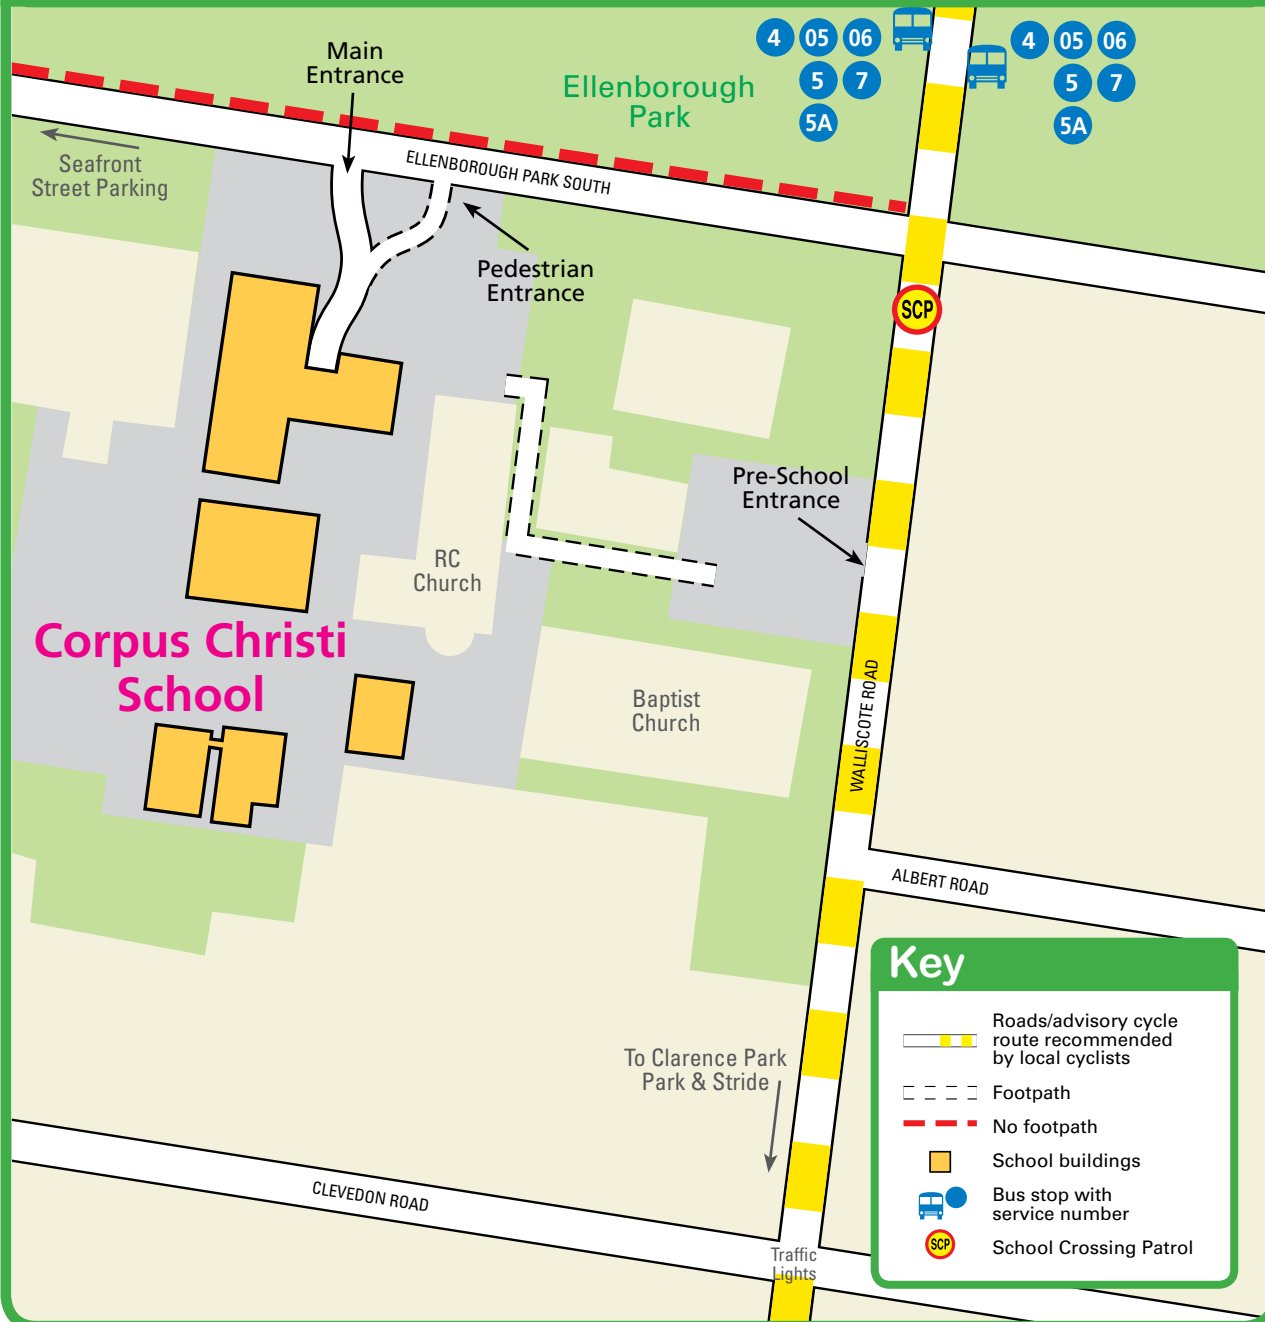 Main
Entrance
Ellenborough
Park
4 05 06
5 7
5A
4 05 06
5 7
5A
Seafront
Street Parking
ELLENBOROUGH PARK SOUTH
Pedestrian
Entrance
SCP
Pre-School
Entrance
RC
Church
Corpus Christi
School
Baptist
Church
WALLISCOTE ROAD
ALBERT ROAD
To Clarence Park
Park & Stride
CLEVEDON ROAD
Traffic
Lights
Key
Roads/advisory cycle
route recommended
by local cyclists
Footpath
No footpath
School buildings
Bus stop with
service number
SCP
School Crossing Patrol